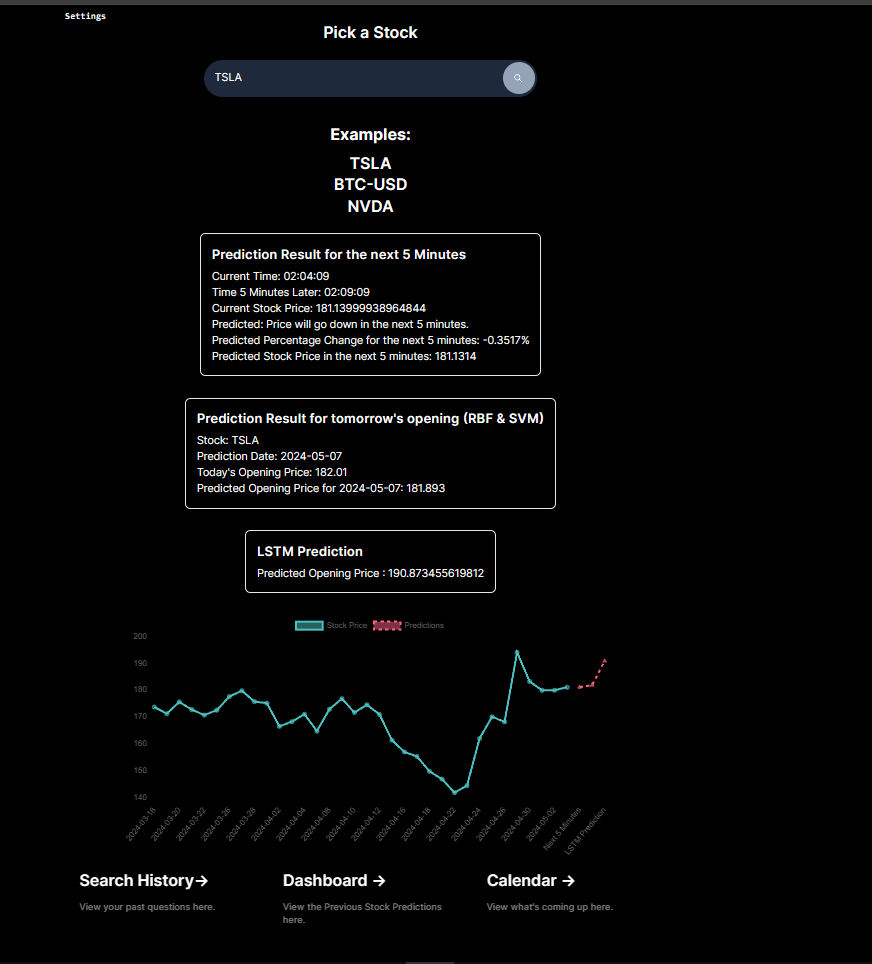 Settings
Pick a Stock
TSLA
Examples:
TSLA
BTC-USD
NVDA
Prediction Result for the next 5 Minutes
Current Time: 02:04:09
Time 5 Minutes Later: 02:09:09
Current Stock Price: 181.13999938964844
Predicted: Price will go down in the next 5 minutes.
Predicted Percentage Change for the next 5 minutes: -0.3517%
Predicted Stock Price in the next 5 minutes: 181.1314
Prediction Result for tomorrow's opening (RBF & SVM)
Stock: TSLA
Prediction Date: 2024-05-07
Today's Opening Price: 182.01
Predicted Opening Price for 2024-05-07: 181.893
LSTM Prediction
Predicted Opening Price : 190.873455619812
Stock Price Predictions
200
190
180
170
160
150
140
2024-03-18
2024-03-20
2024-03-22
2024-03-26
2024-03-28
2024-04-02
2024-04-04
2024-04-08
2024-04-10
2024-04-12
2024-04-16
2024-04-18
2024-04-22
2024-04-24
2024-04-26
2024-04-30
2024-05-02
Next 5 Minutes
LSTM Prediction
Search History→
View your past questions here.
Dashboard →
View the Previous Stock Predictions
here.
Calendar →
View what's coming up here.